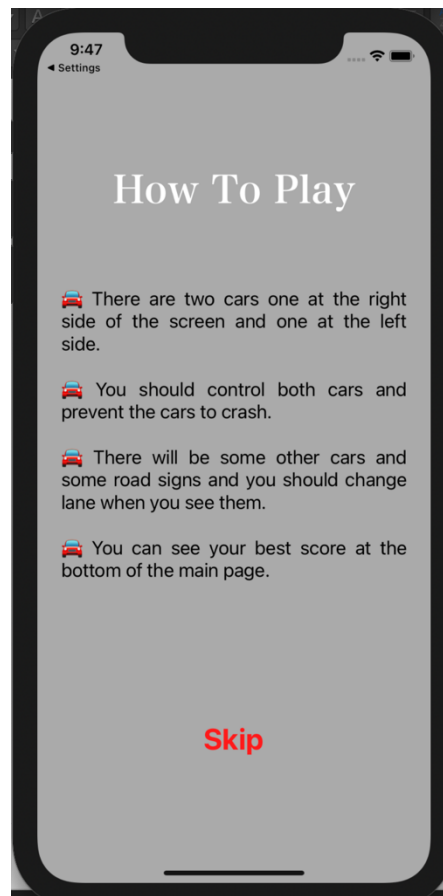 9:47
◀ Settings
How To Play
🚘 There are two cars one at the right
side of the screen and one at the left
side.
🚘 You should control both cars and
prevent the cars to crash.
🚘 There will be some other cars and
some road signs and you should change
lane when you see them.
🚘 You can see your best score at the
bottom of the main page.
Skip